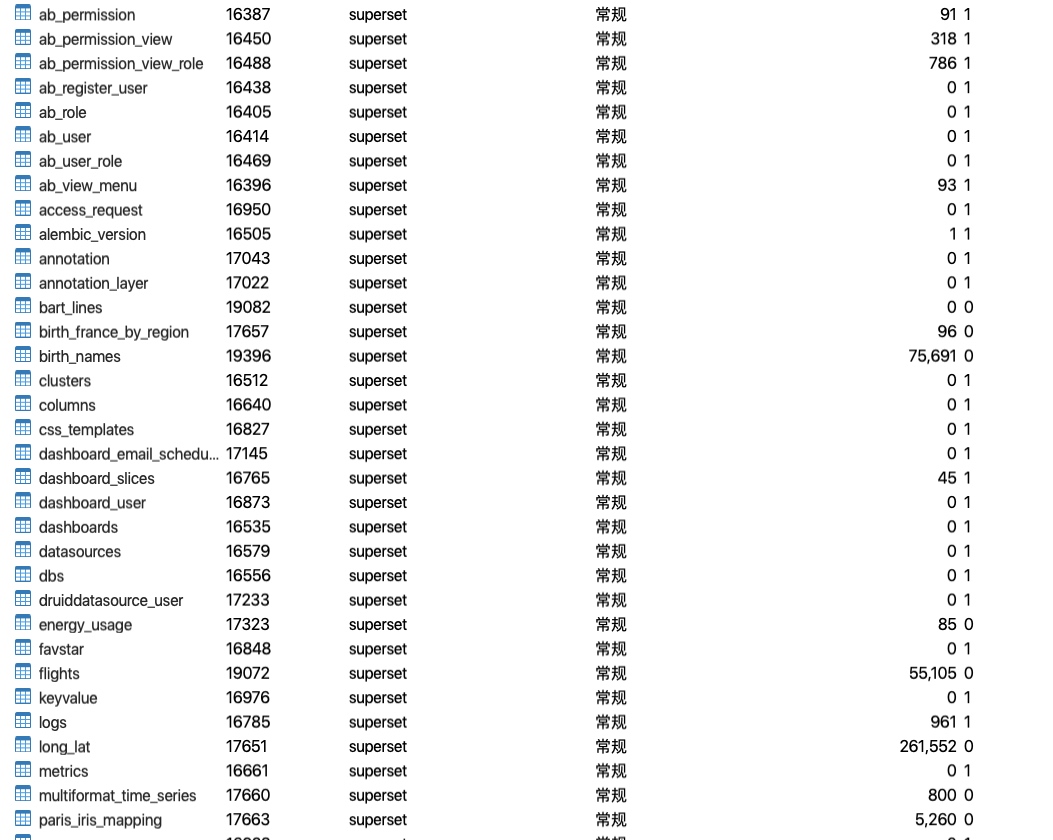 ab_permission 16387 superset 常规 91 1
ab_permission_view 16450 superset 常规 318 1
ab_permission_view_role 16488 superset 常规 786 1
ab_register_user 16438 superset 常规 0 1
ab_role 16405 superset 常规 0 1
ab_user 16414 superset 常规 0 1
ab_user_role 16469 superset 常规 0 1
ab_view_menu 16396 superset 常规 93 1
access_request 16950 superset 常规 0 1
alembic_version 16505 superset 常规 1 1
annotation 17043 superset 常规 0 1
annotation_layer 17022 superset 常规 0 1
bart_lines 19082 superset 常规 0 0
birth_france_by_region 17657 superset 常规 96 0
birth_names 19396 superset 常规 75,691 0
clusters 16512 superset 常规 0 1
columns 16640 superset 常规 0 1
css_templates 16827 superset 常规 0 1
dashboard_email_schedu... 17145 superset 常规 0 1
dashboard_slices 16765 superset 常规 45 1
dashboard_user 16873 superset 常规 0 1
dashboards 16535 superset 常规 0 1
datasources 16579 superset 常规 0 1
dbs 16556 superset 常规 0 1
druiddatasource_user 17233 superset 常规 0 1
energy_usage 17323 superset 常规 85 0
favstar 16848 superset 常规 0 1
flights 19072 superset 常规 55,105 0
keyvalue 16976 superset 常规 0 1
logs 16785 superset 常规 961 1
long_lat 17651 superset 常规 261,552 0
metrics 16661 superset 常规 0 1
multiformat_time_series 17660 superset 常规 800 0
paris_iris_mapping 17663 superset 常规 5,260 0